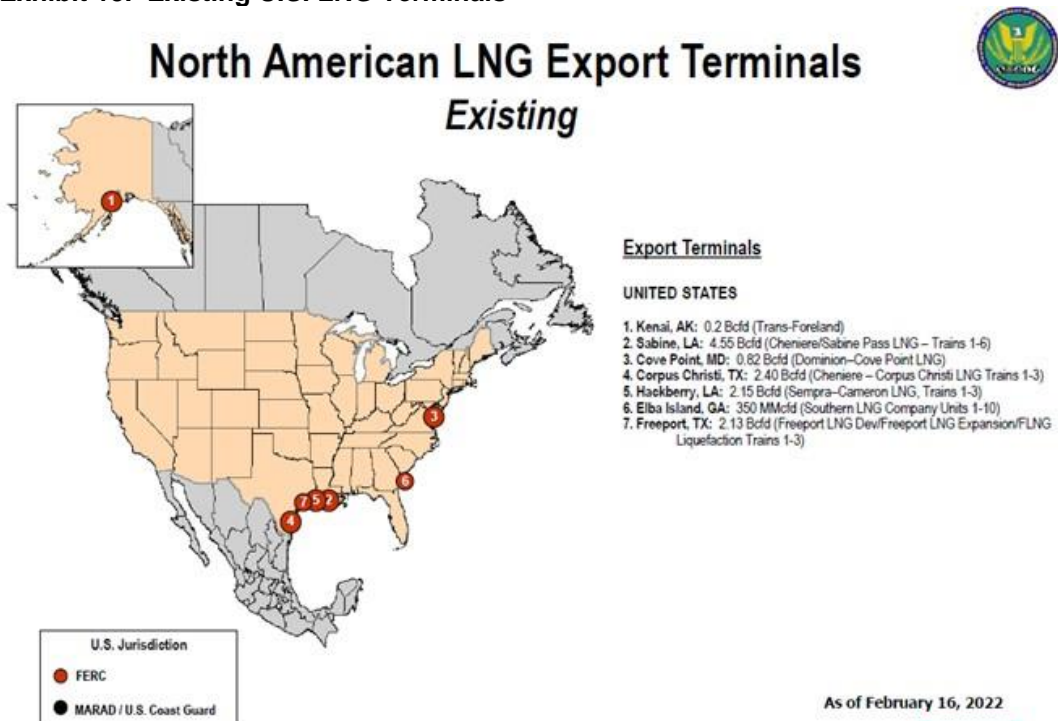 Exhibit 10. Existing U.S. LNG Terminals
North American LNG Export Terminals
Existing
Export Terminals
UNITED STATES
1. Kenai, AK: 0.2 Bcfd (Trans-Foreland)
2. Sabine, LA: 4.55 Bcfd (Cheniere/Sabine Pass LNG – Trains 1-6)
3. Cove Point, MD: 0.82 Bcfd (Dominion–Cove Point LNG)
4. Corpus Christi, TX: 2.40 Bcfd (Cheniere – Corpus Christi LNG Trains 1-3)
5. Hackberry, LA: 2.15 Bcfd (Sempra–Cameron LNG, Trains 1-3)
6. Elba Island, GA: 350 MMcfd (Southern LNG Company Units 1-10)
7. Freeport, TX: 2.13 Bcfd (Freeport LNG Dev/Freeport LNG Expansion/FLNG
Liquefaction Trains 1-3)
1
3
6
7 5 2
4
U.S. Jurisdiction
FERC
MARAD / U.S. Coast Guard
As of February 16, 2022